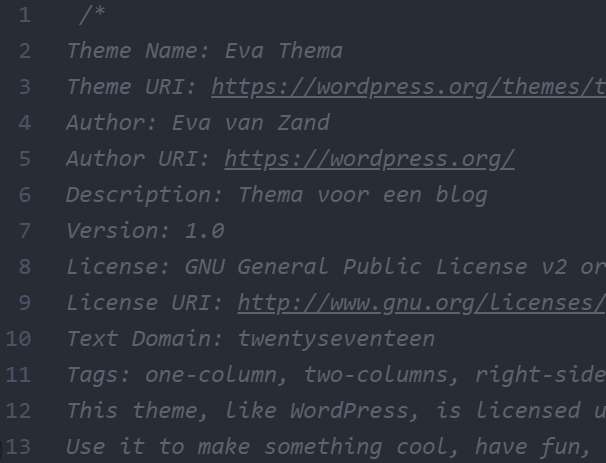 1 /*
2 Theme Name: Eva Thema
3 Theme URI: https://wordpress.org/themes/t
4 Author: Eva van Zand
5 Author URI: https://wordpress.org/
6 Description: Thema voor een blog
7 Version: 1.0
8 License: GNU General Public License v2 or
9 License URI: http://www.gnu.org/licenses/
10 Text Domain: twentyseventeen
11 Tags: one-column, two-columns, right-side
12 This theme, like WordPress, is licensed u
13 Use it to make something cool, have fun,